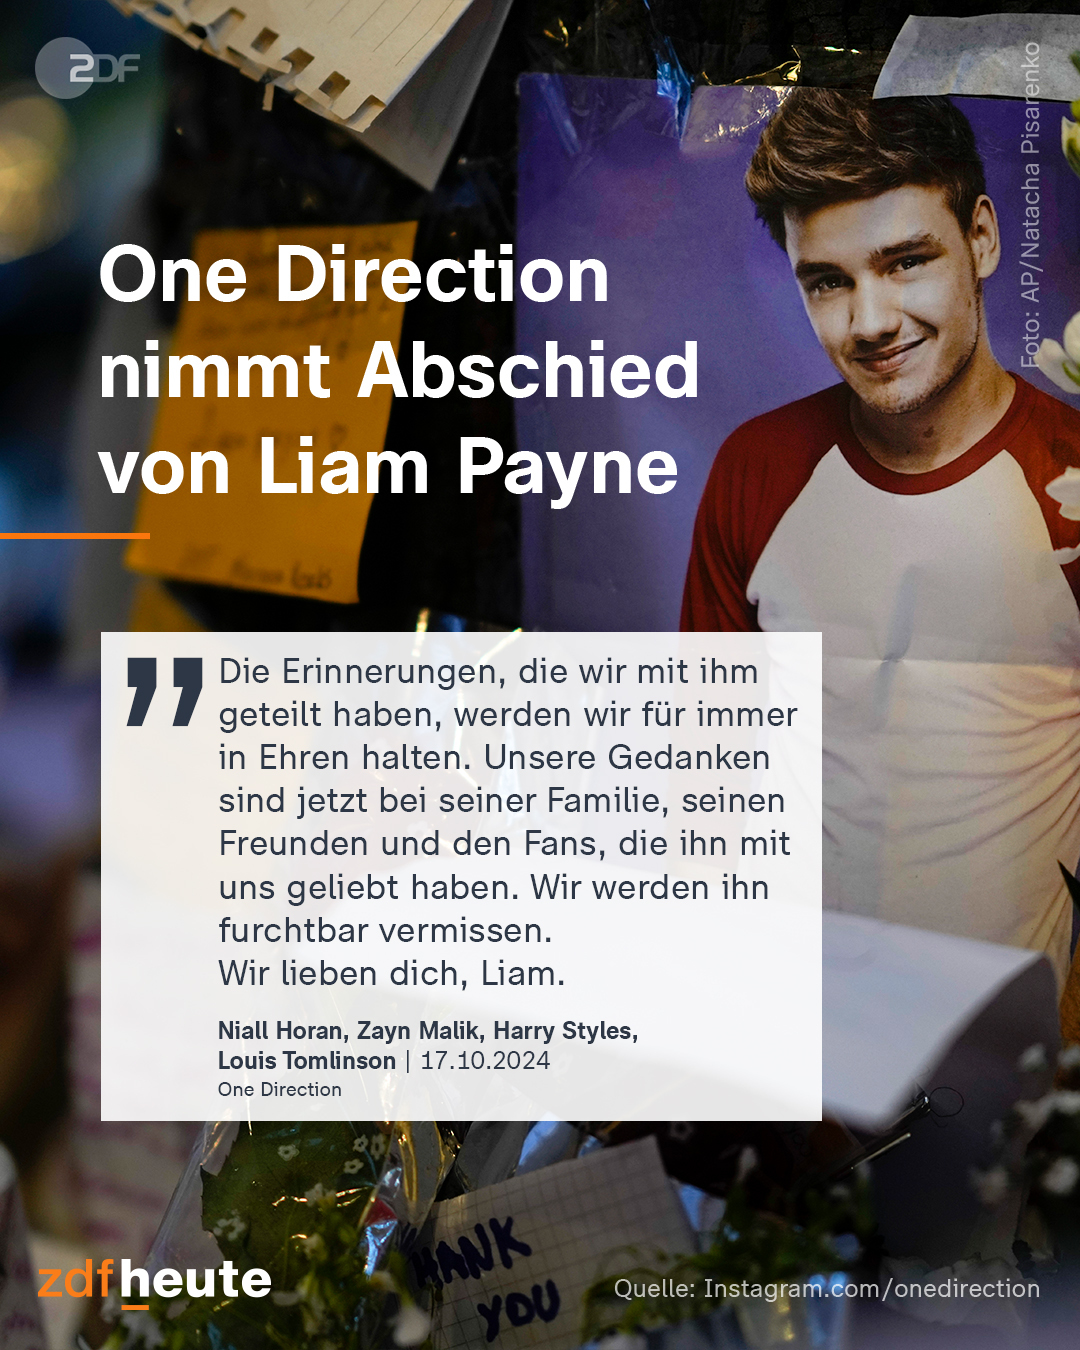 ZDF
Foto: AP/Natacha Pisarenko
One Direction
nimmt Abschied
von Liam Payne
„Die Erinnerungen, die wir mit ihm
geteilt haben, werden wir für immer
in Ehren halten. Unsere Gedanken
sind jetzt bei seiner Familie, seinen
Freunden und den Fans, die ihn mit
uns geliebt haben. Wir werden ihn
furchtbar vermissen.
Wir lieben dich, Liam.
Niall Horan, Zayn Malik, Harry Styles,
Louis Tomlinson | 17.10.2024
One Direction
THANK
YOU
zdfheute
Quelle: Instagram.com/onedirection